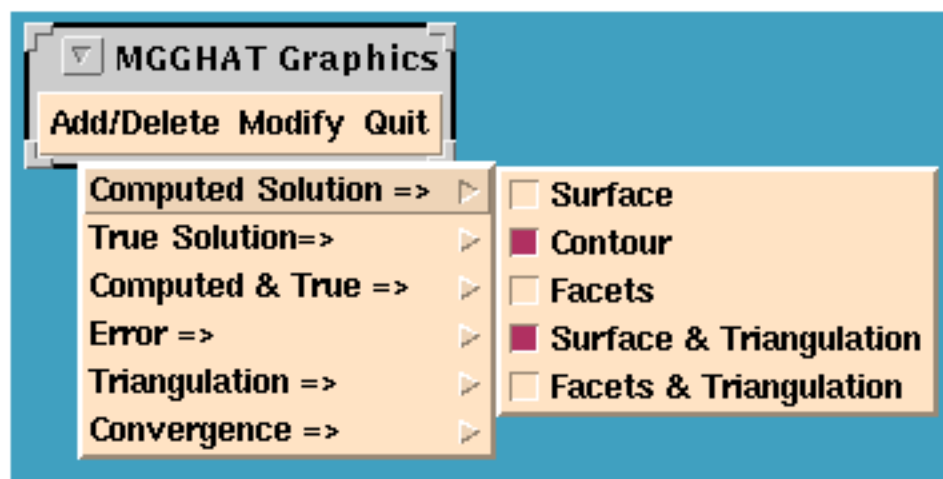 MGGHAT Graphics
Add/Delete Modify Quit
Computed Solution =>
True Solution=>
Computed & True =>
Error =>
Triangulation =>
Convergence =>
Surface
Contour
Facets
Surface & Triangulation
Facets & Triangulation